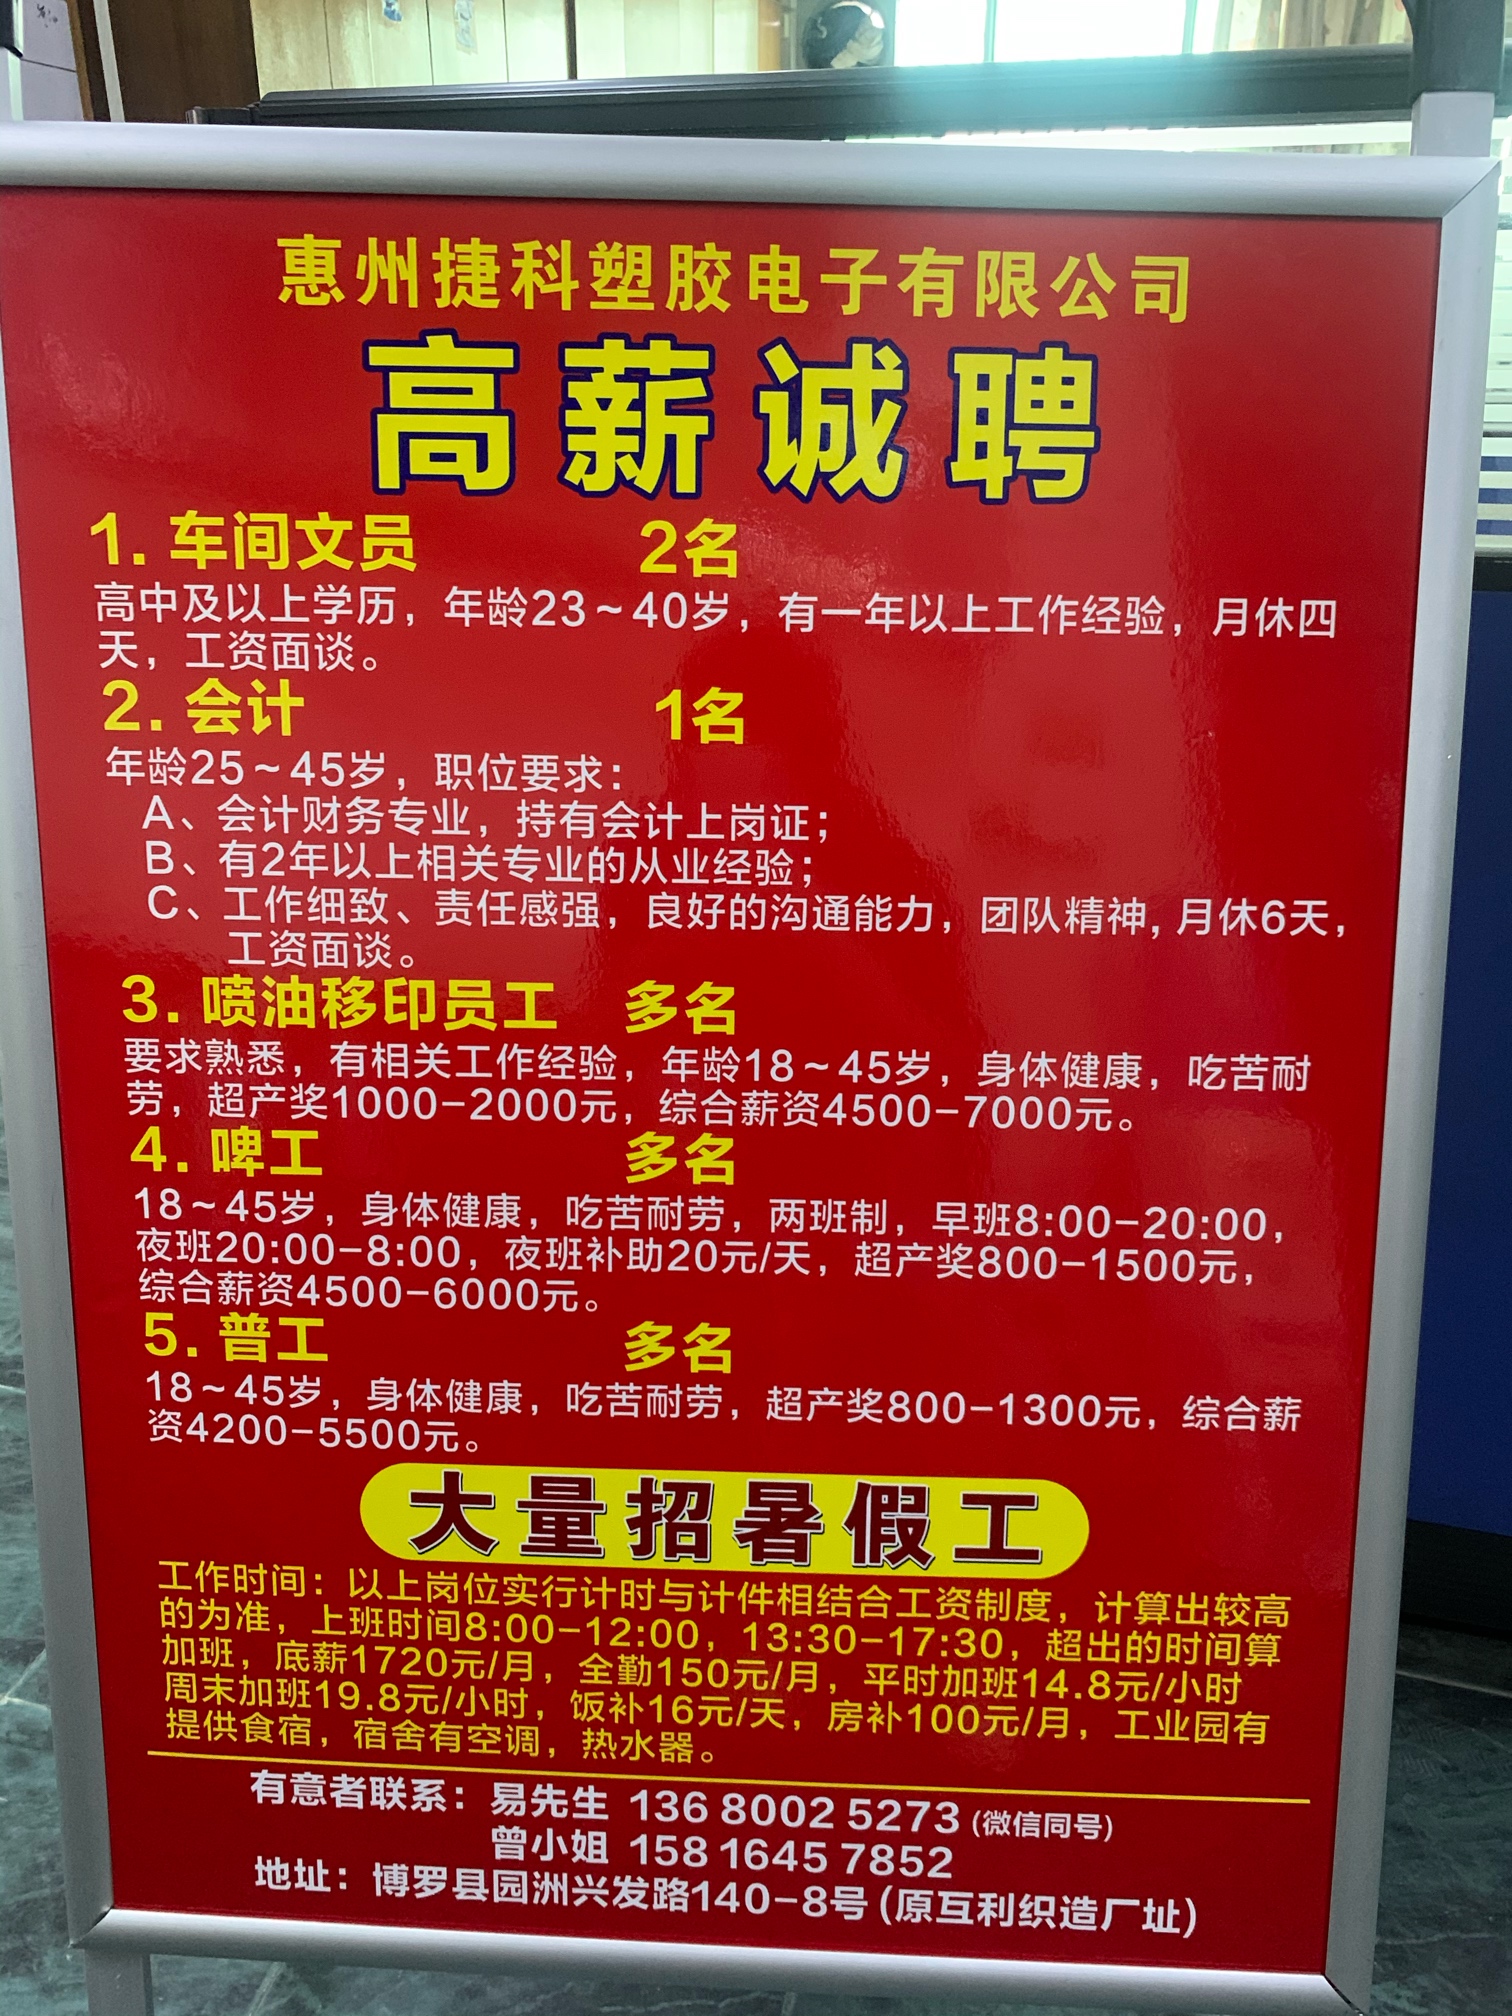 惠州捷科塑胶电子有限公司
高薪诚聘
1. 车间文员 2名
高中及以上学历，年龄23~40岁，有一年以上工作经验，月休四
天，工资面谈。
2. 会计 1名
年龄25~45岁，职位要求：
A、会计财务专业，持有会计上岗证；
B、有2年以上相关专业的从业经验；
C、工作细致、责任感强，良好的沟通能力，团队精神,月休6天，
工资面谈。
3. 喷油移印员工 多名
要求熟悉，有相关工作经验，年龄18~45岁，身体健康，吃苦耐
劳，超产奖1000-2000元，综合薪资4500-7000元。
4. 啤工 多名
18~45岁，身体健康，吃苦耐劳，两班制，早班8:00-20:00，
夜班20:00-8:00，夜班补助20元/天，超产奖800-1500元，
综合薪资4500-6000元。
5. 普工 多名
18~45岁，身体健康，吃苦耐劳，超产奖800-1300元，综合薪
资4200-5500元。
大量招暑假工
工作时间：以上岗位实行计时与计件相结合工资制度，计算出较高
的为准，上班时间8:00-12:00，13:30-17:30，超出的时间算
加班，底薪1720元/月，全勤150元/月，平时加班14.8元/小时
周末加班19.8元/小时，饭补16元/天，房补100元/月，工业园有
提供食宿，宿舍有空调，热水器。
有意者联系：易先生 136 8002 5273 (微信同号)
曾小姐 158 1645 7852
地址：博罗县园洲兴发路140-8号(原互利织造厂址)